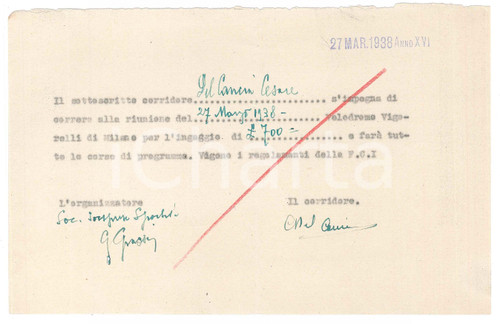 27 MAR. 1938 ANNO XVI
Il sottoscritto corridore Del Cancia Cesare s'impegna di
correre alla riunione del 27 Marzo 1938 - Velodromo Vigo-
relli di Milano per l'ingaggio di £ 700 = e farà tut-
te le corse di programma. Vigono i regolamenti della F.C.I
L'organizzatore
Il corridore.
Soc.
G